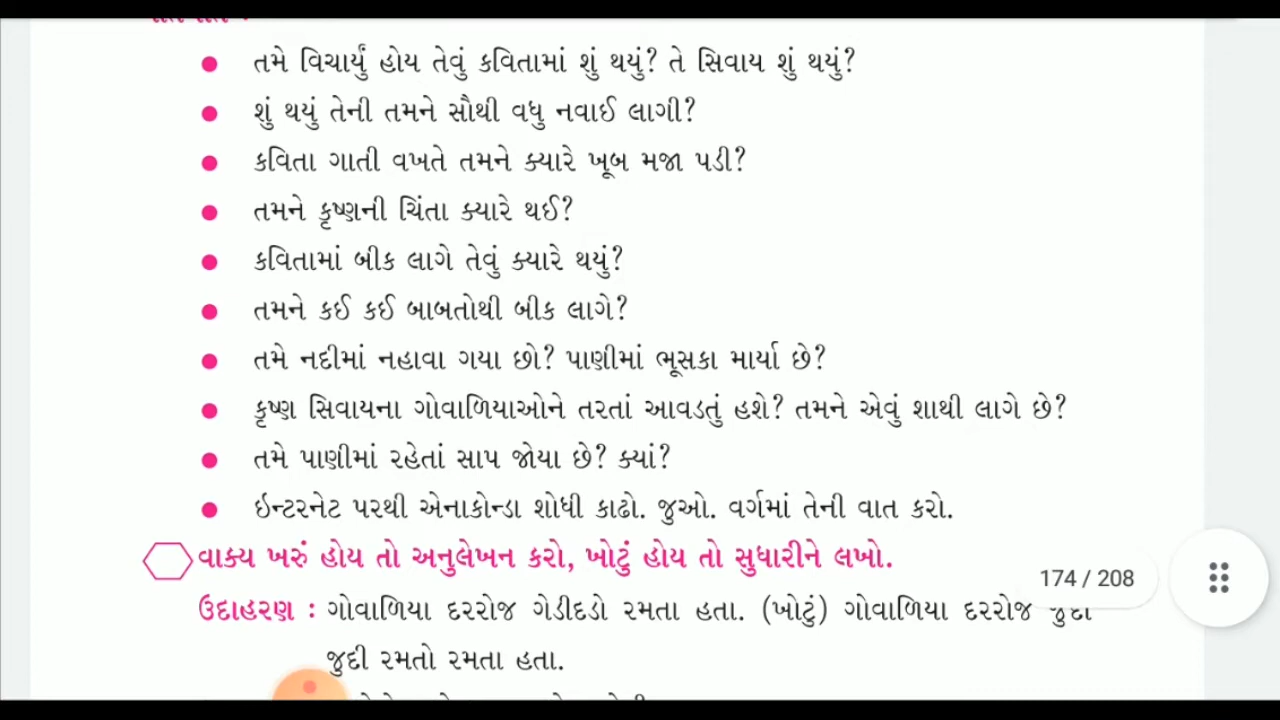 તમે વિચાર્યું હોય તેવું કવિતામાં શું થયું? તે સિવાય શું થયું?
શું થયું તેની તમને સૌથી વધુ નવાઈ લાગી?
કવિતા ગાતી વખતે તમને ક્યારે ખૂબ મજા પડી?
તમને કૃષ્ણની ચિંતા ક્યારે થઈ?
કવિતામાં બીક લાગે તેવું ક્યારે થયું?
તમને કઈ કઈ બાબતોથી બીક લાગે?
તમે નદીમાં નહાવા ગયા છો? પાણીમાં ભૂસકા માર્યા છે?
કૃષ્ણ સિવાયના ગોવાળિયાઓને તરતાં આવડતું હશે? તમને એવું શાથી લાગે છે?
તમે પાણીમાં રહેતાં સાપ જોયા છે? ક્યાં?
ઇન્ટરનેટ પરથી એનાકોન્ડા શોધી કાઢો. જુઓ. વર્ગમાં તેની વાત કરો.
વાક્ય ખરું હોય તો અનુલેખન કરો, ખોટું હોય તો સુધારીને લખો.
174 / 208
ઉદાહરણ : ગોવાળિયા દરરોજ ગેડીદડો રમતા હતા. (ખોટું) ગોવાળિયા દરરોજ જુદી
જુદી રમતો રમતા હતા.